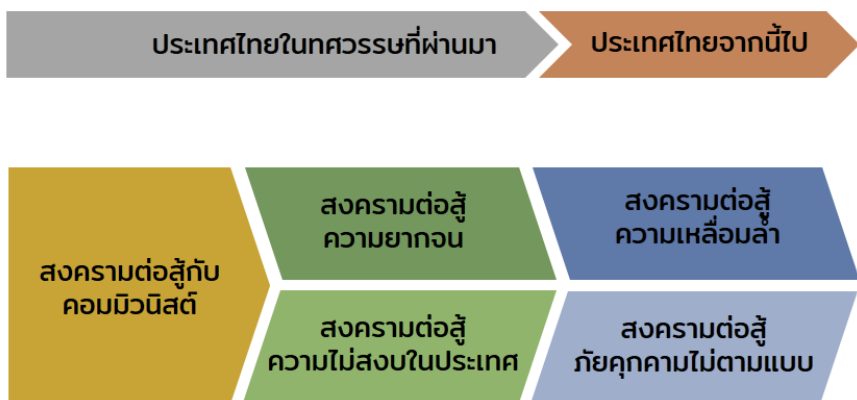 ประเทศไทยในทศวรรษที่ผ่านมา
ประเทศไทยจากนี้ไป
สงครามต่อสู้กับ
คอมมิวนิสต์
สงครามต่อสู้
ความยากจน
สงครามต่อสู้
ความเหลื่อมล้ำ
สงครามต่อสู้
ความไม่สงบในประเทศ
สงครามต่อสู้
ภัยคุกคามไม่ตามแบบ